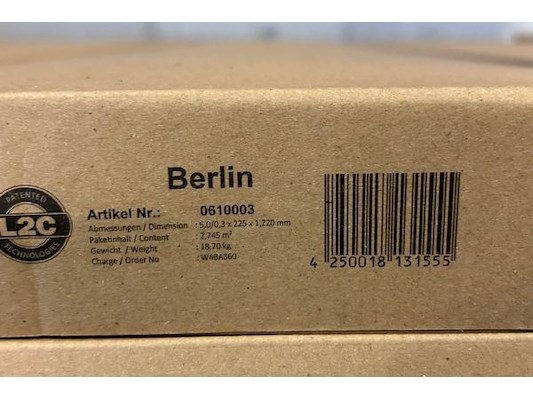 Berlin
PATENTED
L2C
TECHNOLOGIES
Artikel Nr.: 0610003
Abmessungen / Dimension : 5,0/0,3 x 225 x 1,220 mm
Paketinhalt / Content : 2,745 m²
Gewicht / Weight : 18,70 kg
Charge / Order No : W4BA360
4 250018 131555